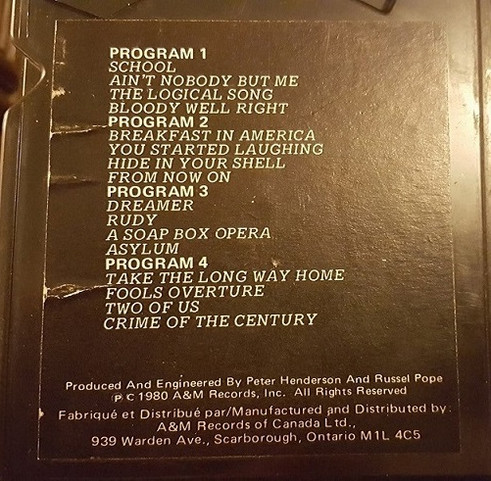 PROGRAM 1
SCHOOL
AIN'T NOBODY BUT ME
THE LOGICAL SONG
BLOODY WELL RIGHT
PROGRAM 2
BREAKFAST IN AMERICA
YOU STARTED LAUGHING
HIDE IN YOUR SHELL
FROM NOW ON
PROGRAM 3
DREAMER
RUDY
A SOAP BOX OPERA
ASYLUM
PROGRAM 4
TAKE THE LONG WAY HOME
FOOLS OVERTURE
TWO OF US
CRIME OF THE CENTURY
Produced And Engineered By Peter Henderson And Russel Pope
℗ © 1980 A&M Records, Inc. All Rights Reserved
Fabriqué et Distribué par/Manufactured and Distributed by:
A&M Records of Canada Ltd.,
939 Warden Ave., Scarborough, Ontario M1L 4C5